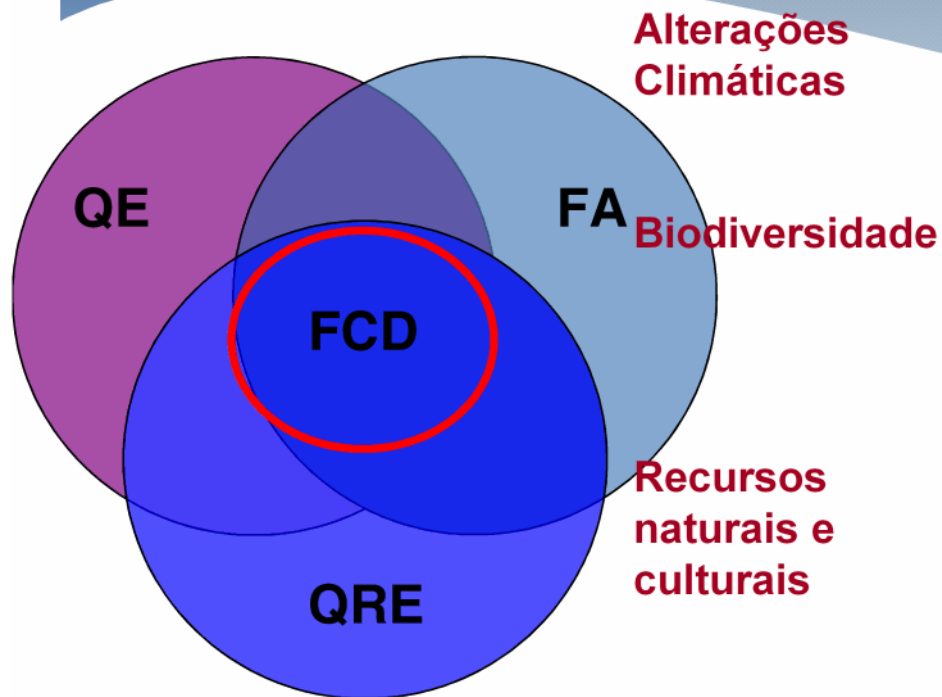 Alterações
Climáticas
QE
FA
Biodiversidade
FCD
Recursos
naturais e
culturais
QRE